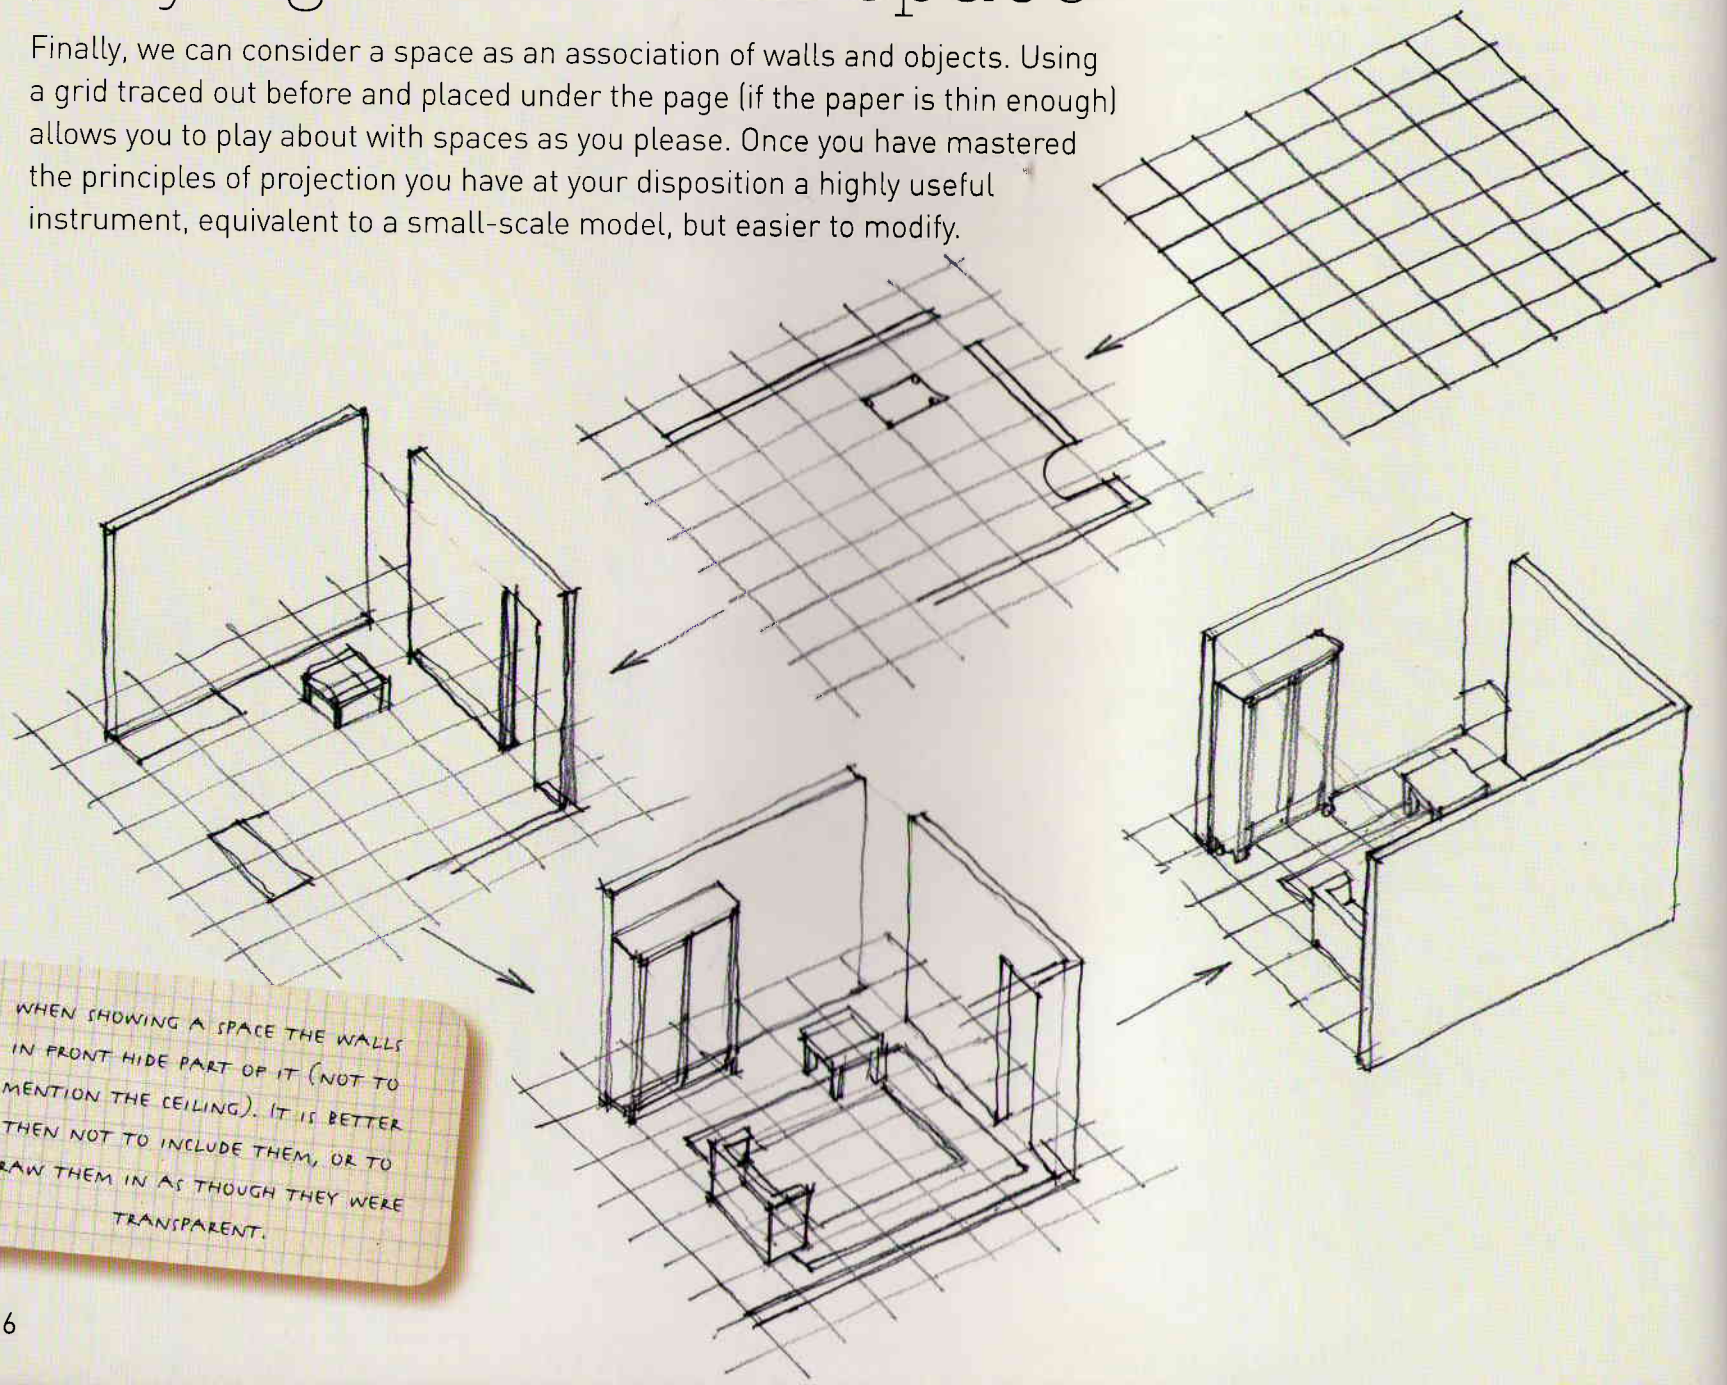 Finally, we can consider a space as an association of walls and objects. Using
a grid traced out before and placed under the page (if the paper is thin enough)
allows you to play about with spaces as you please. Once you have mastered
the principles of projection you have at your disposition a highly useful
instrument, equivalent to a small-scale model, but easier to modify.
WHEN SHOWING A SPACE THE WALLS
IN FRONT HIDE PART OF IT (NOT TO
MENTION THE CEILING). IT IS BETTER
THEN NOT TO INCLUDE THEM, OR TO
RAW THEM IN AS THOUGH THEY WERE
TRANSPARENT.
6